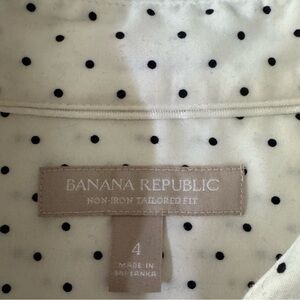 BANANA REPUBLIC
NON-IRON TAILORED FIT
4
MADE IN
SRI LANKA